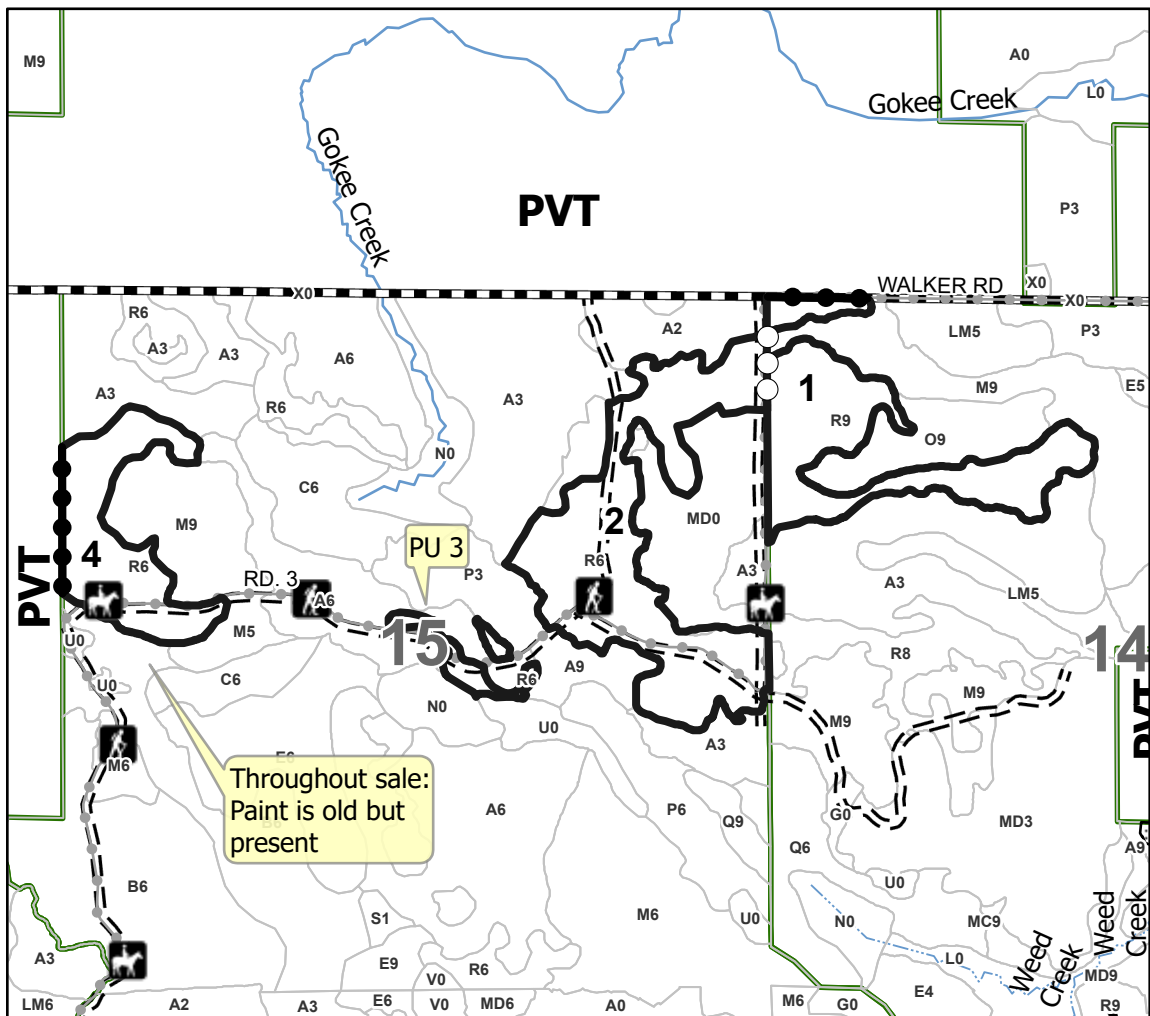 M9
A0
L0
Gokee Creek
Gokee Creek
PVT
P3
X0
WALKER RD
X0
X0
R6
A3
A3
A6
A2
LM5
P3
M9
E5
A3
R6
A3
1
R9
O9
N0
C6
M9
MD0
2
PVT
4
R6
RD. 3
PU 3
P3
R6
A3
A3
LM5
A6
M5
15
U0
C6
R6
A9
R8
14
U0
N0
U0
M9
M9
PVT
A3
M6
E6
Throughout sale:
Paint is old but
present
B6
A6
P6
Q9
G0
MD3
Q6
A9
B6
U0
S1
M6
U0
N0
MC9
Weed
Creek
Weed
Creek
A3
E9
V0
R6
L0
MD9
LM6
A2
A3
E6
V0
MD6
A0
M6
G0
E4
R9